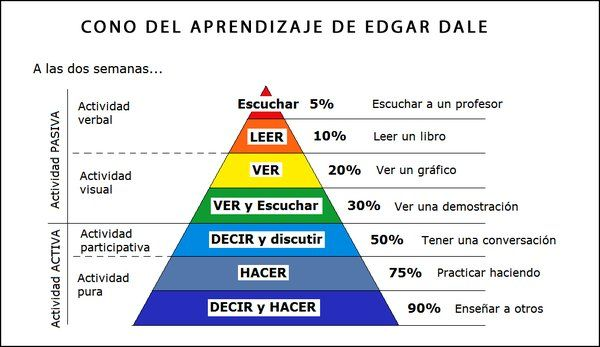 CONO DEL APRENDIZAJE DE EDGAR DALE
A las dos semanas...
Actividad PASIVA
Actividad verbal
Escuchar 5% Escuchar a un profesor
LEER 10% Leer un libro
Actividad visual
VER 20% Ver un gráfico
VER y Escuchar 30% Ver una demostración
Actividad ACTIVA
Actividad participativa
DECIR y discutir 50% Tener una conversación
Actividad pura
HACER 75% Practicar haciendo
DECIR y HACER 90% Enseñar a otros